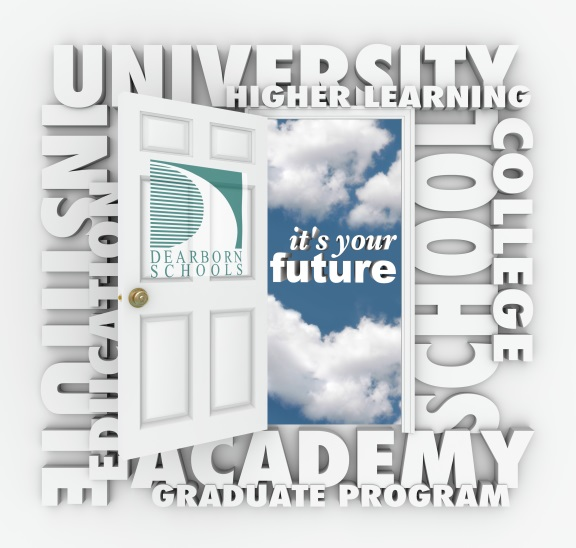 UNIVERSITY
HIGHER LEARNING
INSTITUTE
EDUCATION
DEARBORN
SCHOOLS
it's your
future
SCHOOL
COLLEGE
ACADEMY
GRADUATE PROGRAM